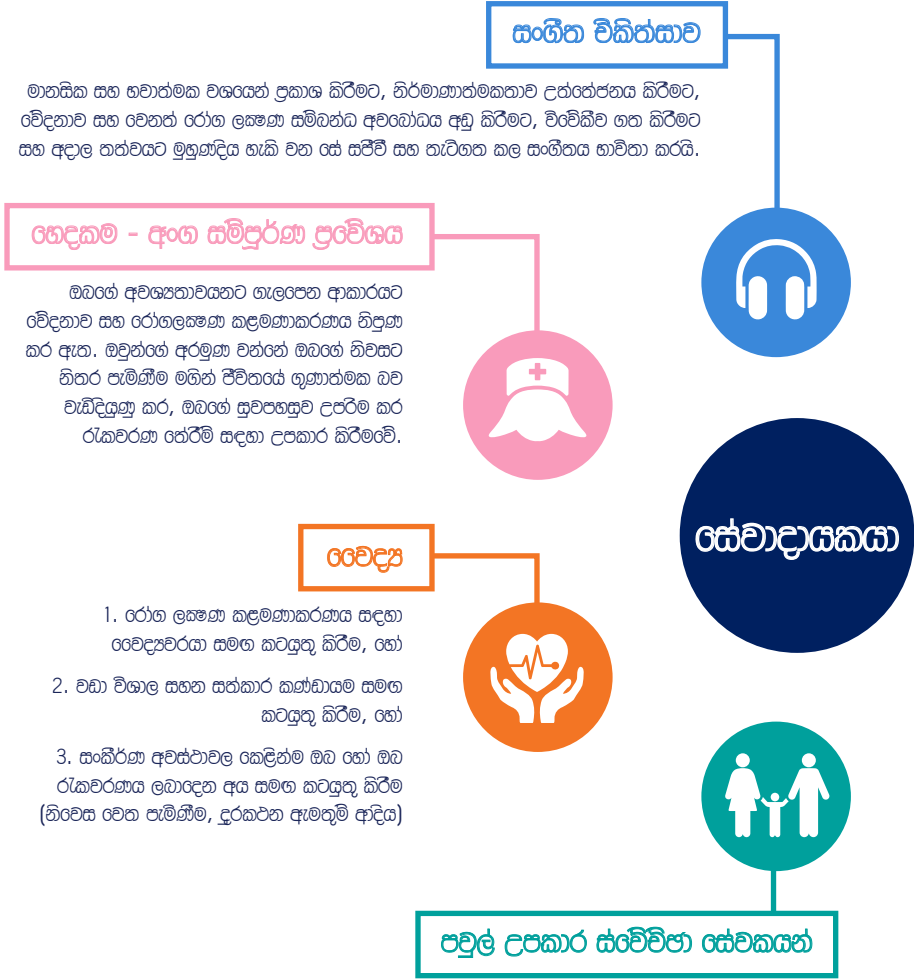 සංගීත චිකිත්සාව
මානසික සහ භවාත්මක වශයෙන් ප්‍රකාශ කිරීමට, නිර්මාණාත්මකතාව උත්තේජනය කිරීමට,
වේදනාව සහ වෙනත් රෝග ලක්‍ෂණ සම්බන්ධ අවබෝධය අඩු කිරීමට, විවේකීව ගත කිරීමට
සහ අදාල තත්වයට මුහුණ්දිය හැකි වන සේ සජීවී සහ තැටිගත කල සංගීතය භාවිතා කරයි.
හෙදකම - අංග සම්පූර්ණ ප්‍රවේශය
ඔබගේ අවශ්‍යතාවයනට ගැලපෙන ආකාරයට
වේදනාව සහ රෝගලක්‍ෂණ කළමණාකරණය නිපුණ
කර ඇත. ඔවුන්ගේ අරමුණ වන්නේ ඔබගේ නිවසට
නිතර පැමිණීම මගින් ජීවිතයේ ගුණාත්මක බව
වැඩිදියුණු කර, ඔබගේ සුවපහසුව උපරිම කර
රැකවරණ තේරීම් සඳහා උපකාර කිරීමවේ.
සේවාදායකයා
වෛද්‍ය
1. රෝග ලක්‍ෂණ කළමණාකරණය සඳහා
වෛද්‍යවරයා සමඟ කටයුතු කිරීම, හෝ
2. වඩා විශාල සහන සත්කාර කණ්ඩායම සමඟ
කටයුතු කිරීම, හෝ
3. සංකීර්ණ අවස්ථාවල කෙළින්ම ඔබ හෝ ඔබ
රැකවරණය ලබාදෙන අය සමඟ කටයුතු කිරීම
(නිවෙස වෙත පැමිණීම, දුරකථන ඇමතුම් ආදිය)
පවුල් උපකාර ස්වේච්ඡා සේවකයන්